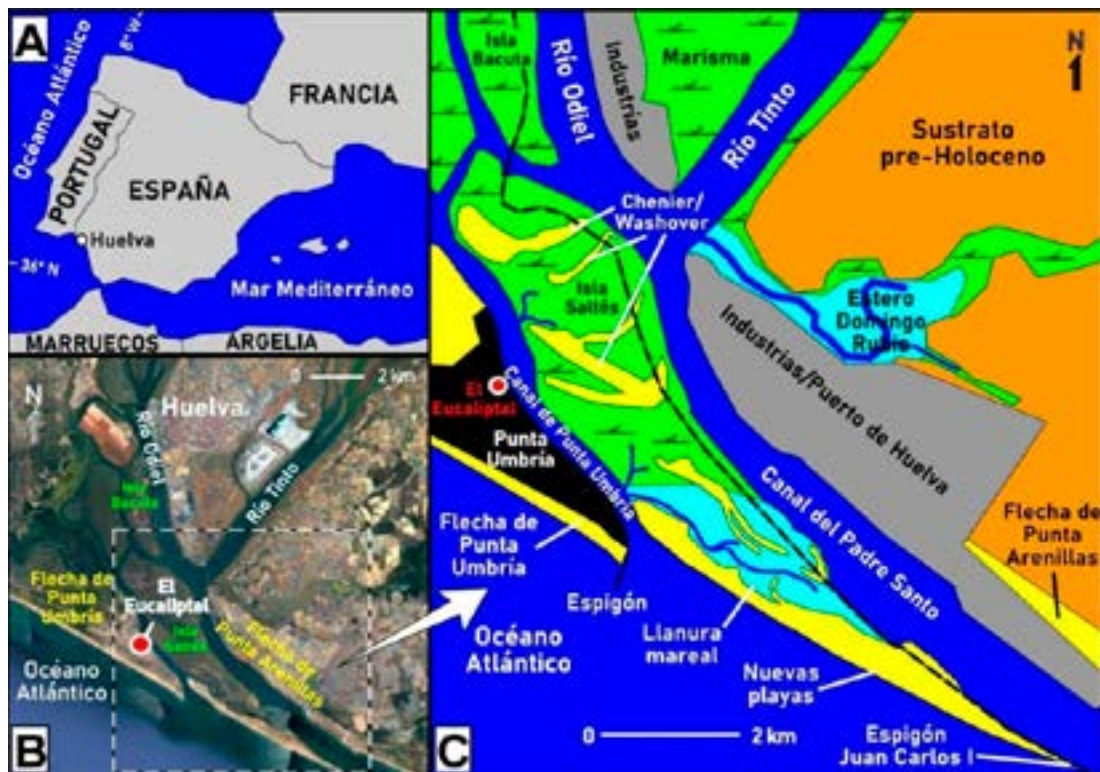 A
8° W
Océano Atlántico
FRANCIA
PORTUGAL
ESPAÑA
Huelva
36° N
Mar Mediterráneo
MARRUECOS
ARGELIA
B
N
0 2 km
Huelva
Río Odiel
Isla
Bacuta
Río Tinto
Flecha de
Punta
Umbría
El
Eucaliptal
Isla
Saltés
Flecha de
Punta Arenillas
Océano
Atlántico
C
N
1
Isla
Bacuta
Río Odiel
Industrias
Marisma
Río Tinto
Sustrato
pre-Holoceno
Chenier/
Washover
Isla
Saltés
Estero
Domingo
Rubio
Industrias/Puerto de Huelva
El
Eucaliptal
Punta
Umbría
Canal de Punta Umbría
Canal del Padre Santo
Flecha de
Punta
Umbría
Flecha de
Punta
Arenillas
Espigón
Océano
Atlántico
Llanura
mareal
Nuevas
playas
0 2 km
Espigón
Juan Carlos I